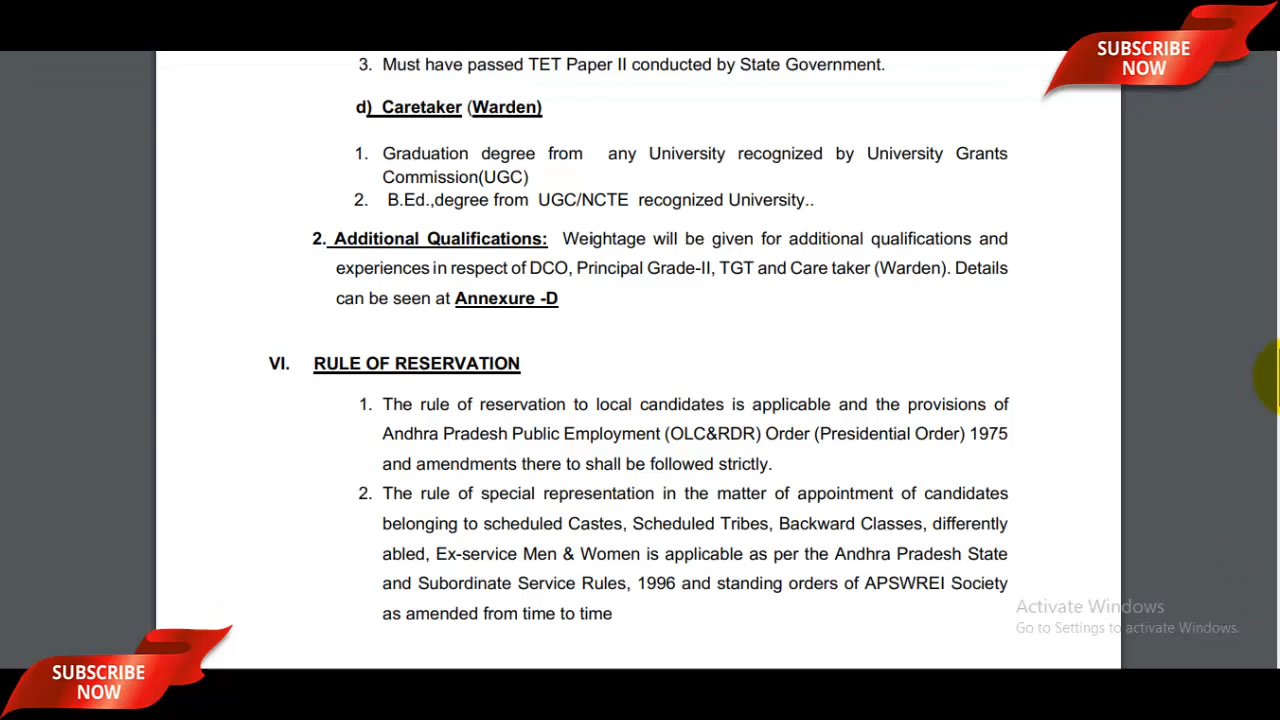 SUBSCRIBE
NOW
3. Must have passed TET Paper II conducted by State Government.
d) Caretaker (Warden)
1. Graduation degree from any University recognized by University Grants
Commission(UGC)
2. B.Ed.,degree from UGC/NCTE recognized University..
2. Additional Qualifications: Weightage will be given for additional qualifications and
experiences in respect of DCO, Principal Grade-II, TGT and Care taker (Warden). Details
can be seen at Annexure -D
VI. RULE OF RESERVATION
1. The rule of reservation to local candidates is applicable and the provisions of
Andhra Pradesh Public Employment (OLC&RDR) Order (Presidential Order) 1975
and amendments there to shall be followed strictly.
2. The rule of special representation in the matter of appointment of candidates
belonging to scheduled Castes, Scheduled Tribes, Backward Classes, differently
abled, Ex-service Men & Women is applicable as per the Andhra Pradesh State
and Subordinate Service Rules, 1996 and standing orders of APSWREI Society
as amended from time to time
Activate Windows
Go to Settings to activate Windows.
SUBSCRIBE
NOW